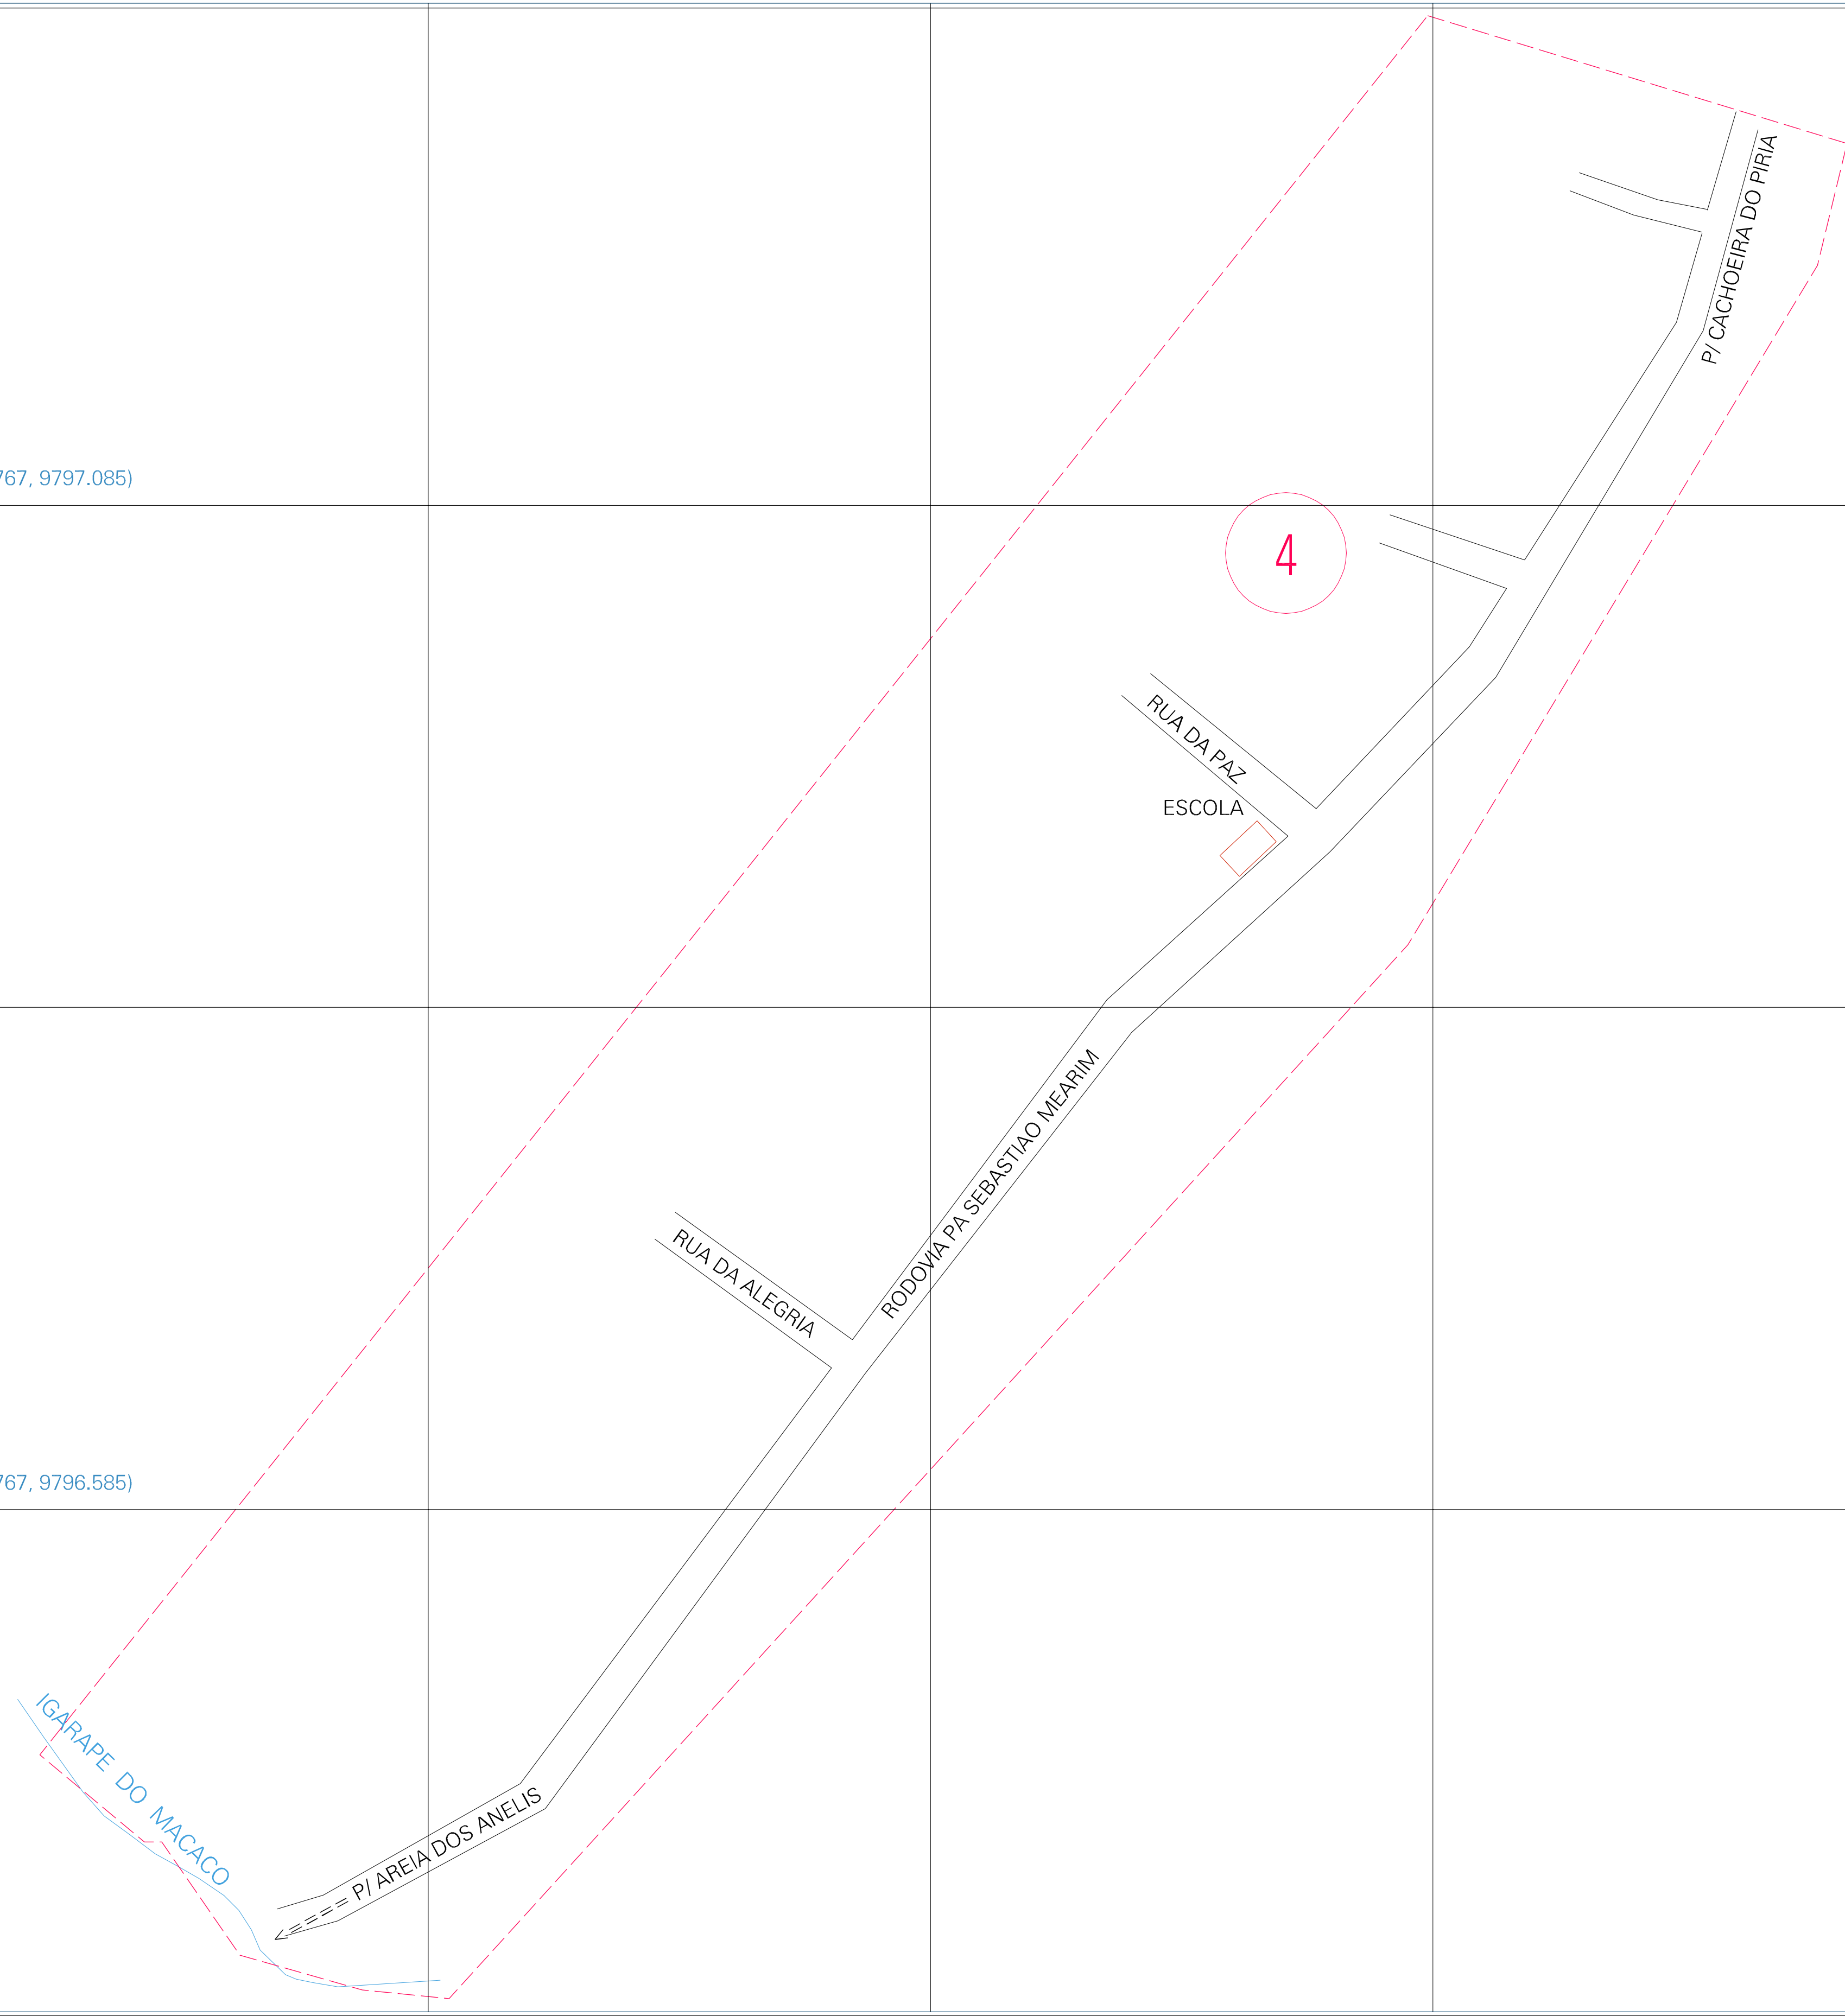 P/ CACHOEIRA DO PIRIA
767, 9797.085)
4
RUA DA PAZ
ESCOLA
RODOVIA PA SEBASTIAO MEARIM
RUA DA ALEGRIA
767, 9796.585)
IGARAPE DO MACACO
P/ AREIA DOS ANELIS